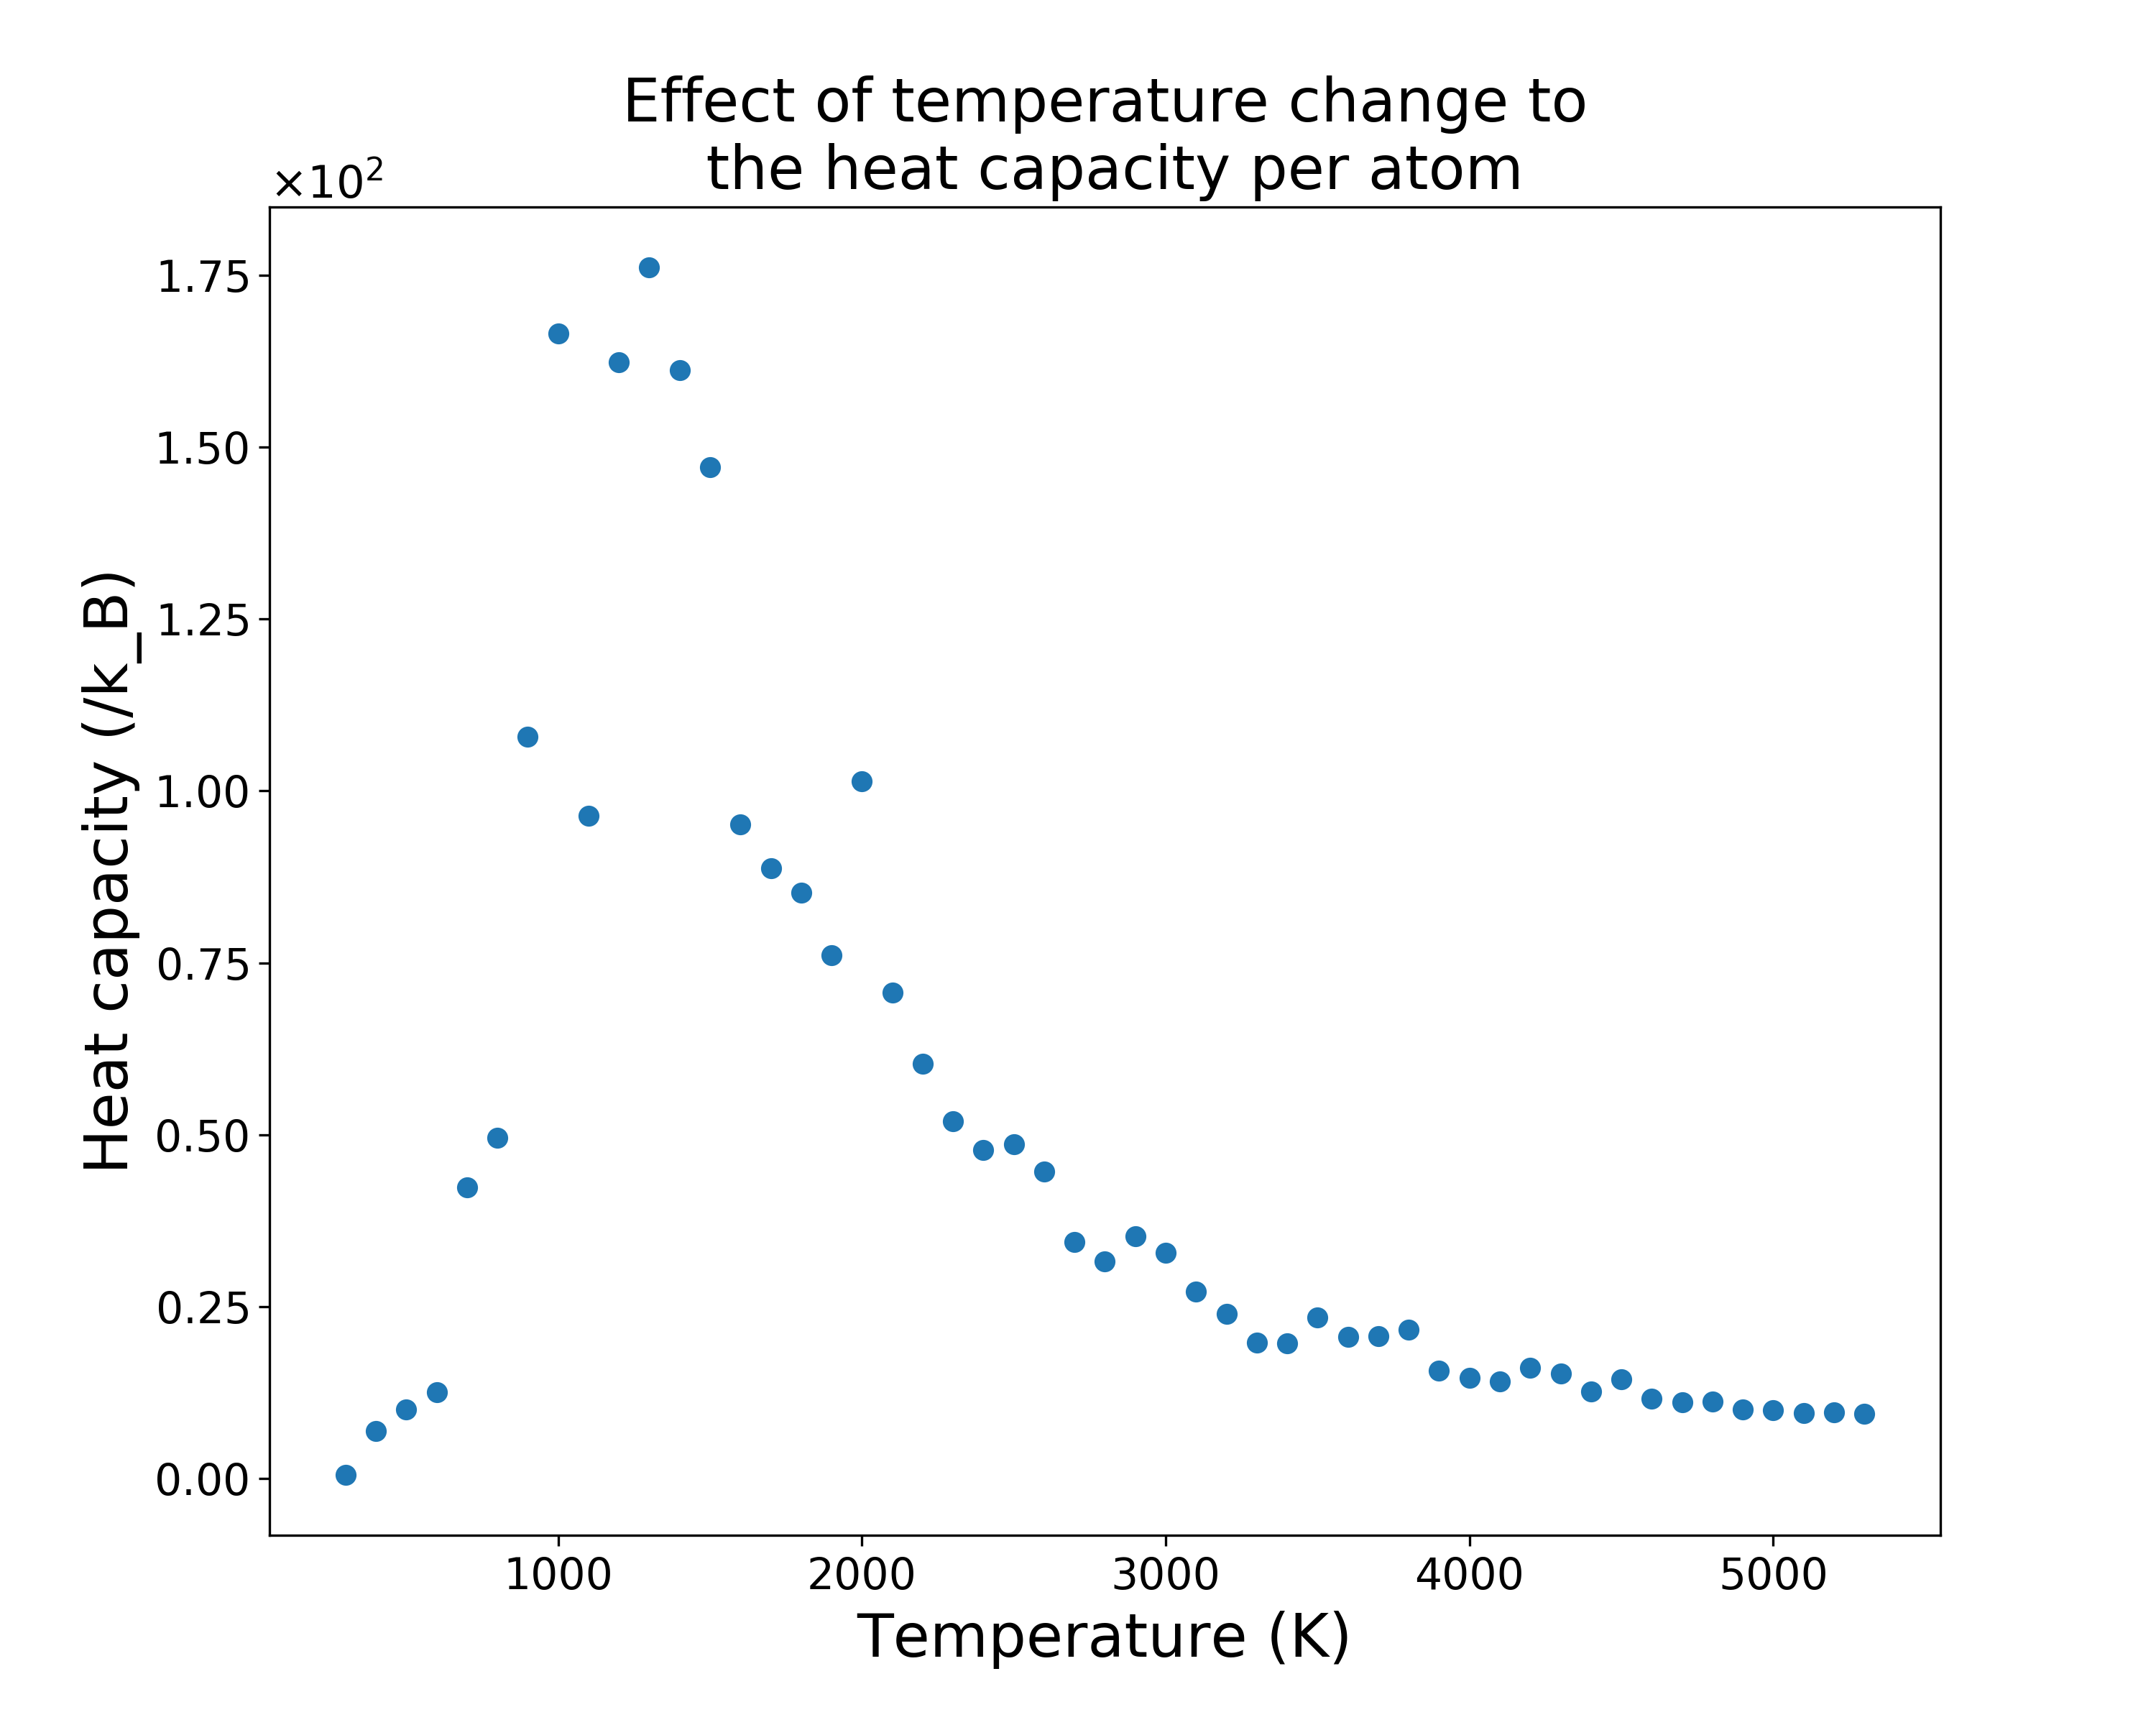 Effect of temperature change to
the heat capacity per atom
×10²
1.75
1.50
1.25
1.00
0.75
0.50
0.25
0.00
Heat capacity (/k_B)
1000 2000 3000 4000 5000
Temperature (K)